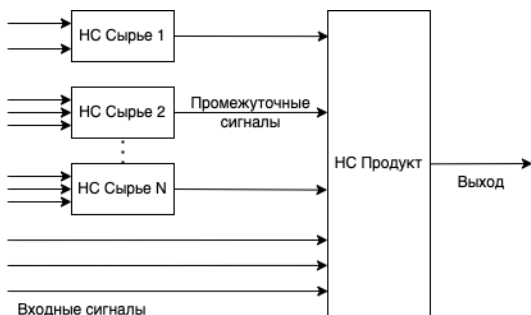 НС Сырье 1
НС Сырье 2
Промежуточные
сигналы
НС Сырье N
НС Продукт
Выход
Входные сигналы